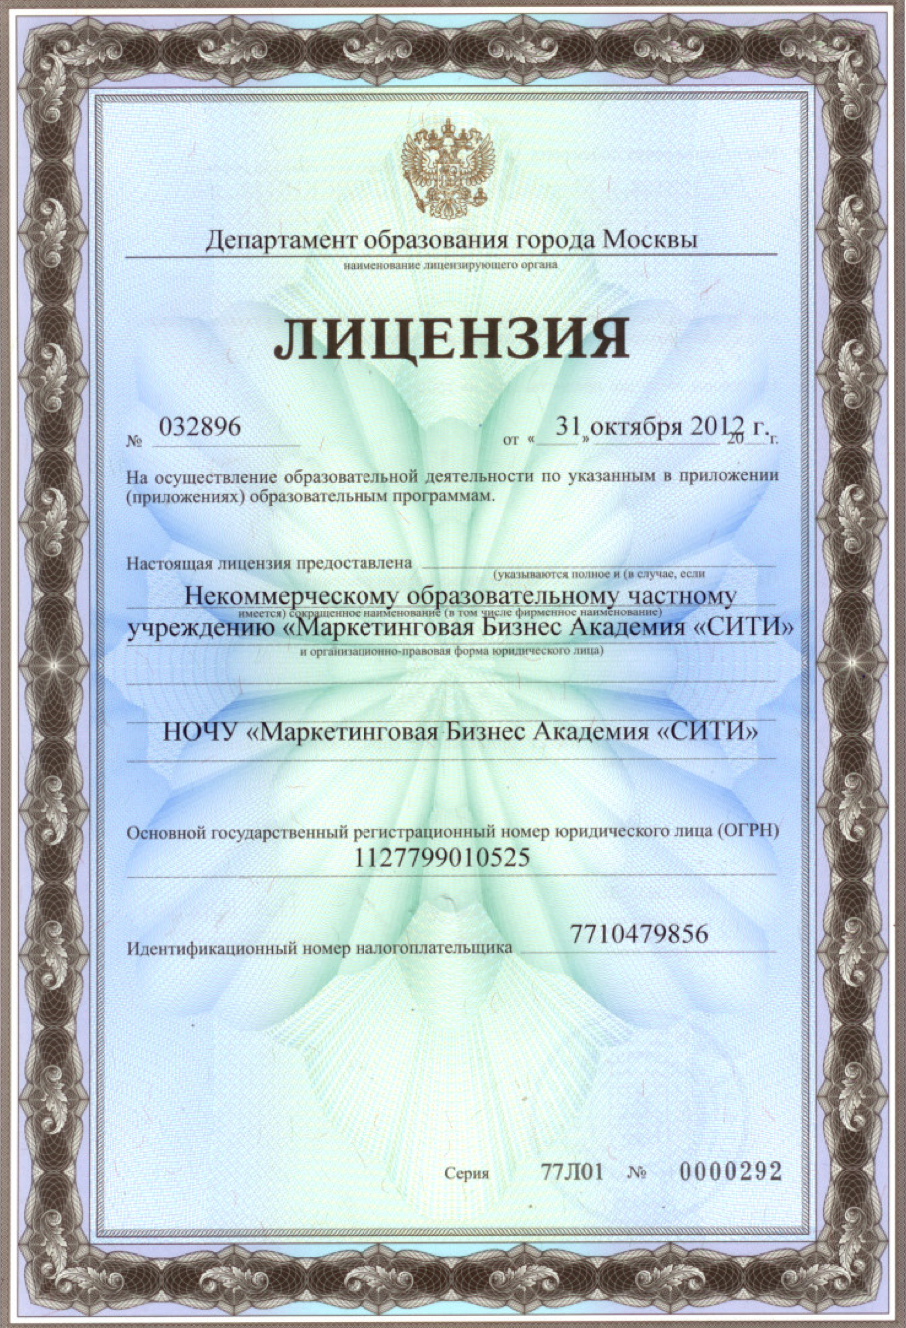 Департамент образования города Москвы
наименование лицензирующего органа
ЛИЦЕНЗИЯ
№ 032896 от « 31 » октября 2012 г. 20 г.
На осуществление образовательной деятельности по указанным в приложении
(приложениях) образовательным программам.
Настоящая лицензия предоставлена
(указываются полное и (в случае, если
Некоммерческому образовательному частному
имеется) сокращенное наименование (в том числе фирменное наименование)
учреждению «Маркетинговая Бизнес Академия «СИТИ»
и организационно-правовая форма юридического лица)
НОЧУ «Маркетинговая Бизнес Академия «СИТИ»
Основной государственный регистрационный номер юридического лица (ОГРН)
1127799010525
Идентификационный номер налогоплательщика 7710479856
Серия 77Л01 № 0000292